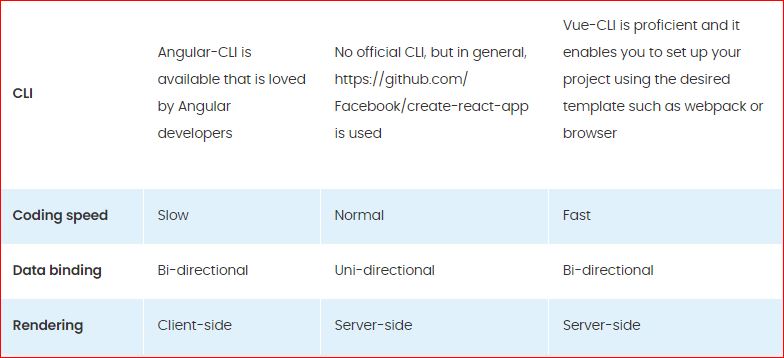 CLI
Angular-CLI is
available that is loved
by Angular
developers
No official CLI, but in general,
https://github.com/
Facebook/create-react-app
is used
Vue-CLI is proficient and it
enables you to set up your
project using the desired
template such as webpack or
browser
Coding speed
Slow
Normal
Fast
Data binding
Bi-directional
Uni-directional
Bi-directional
Rendering
Client-side
Server-side
Server-side